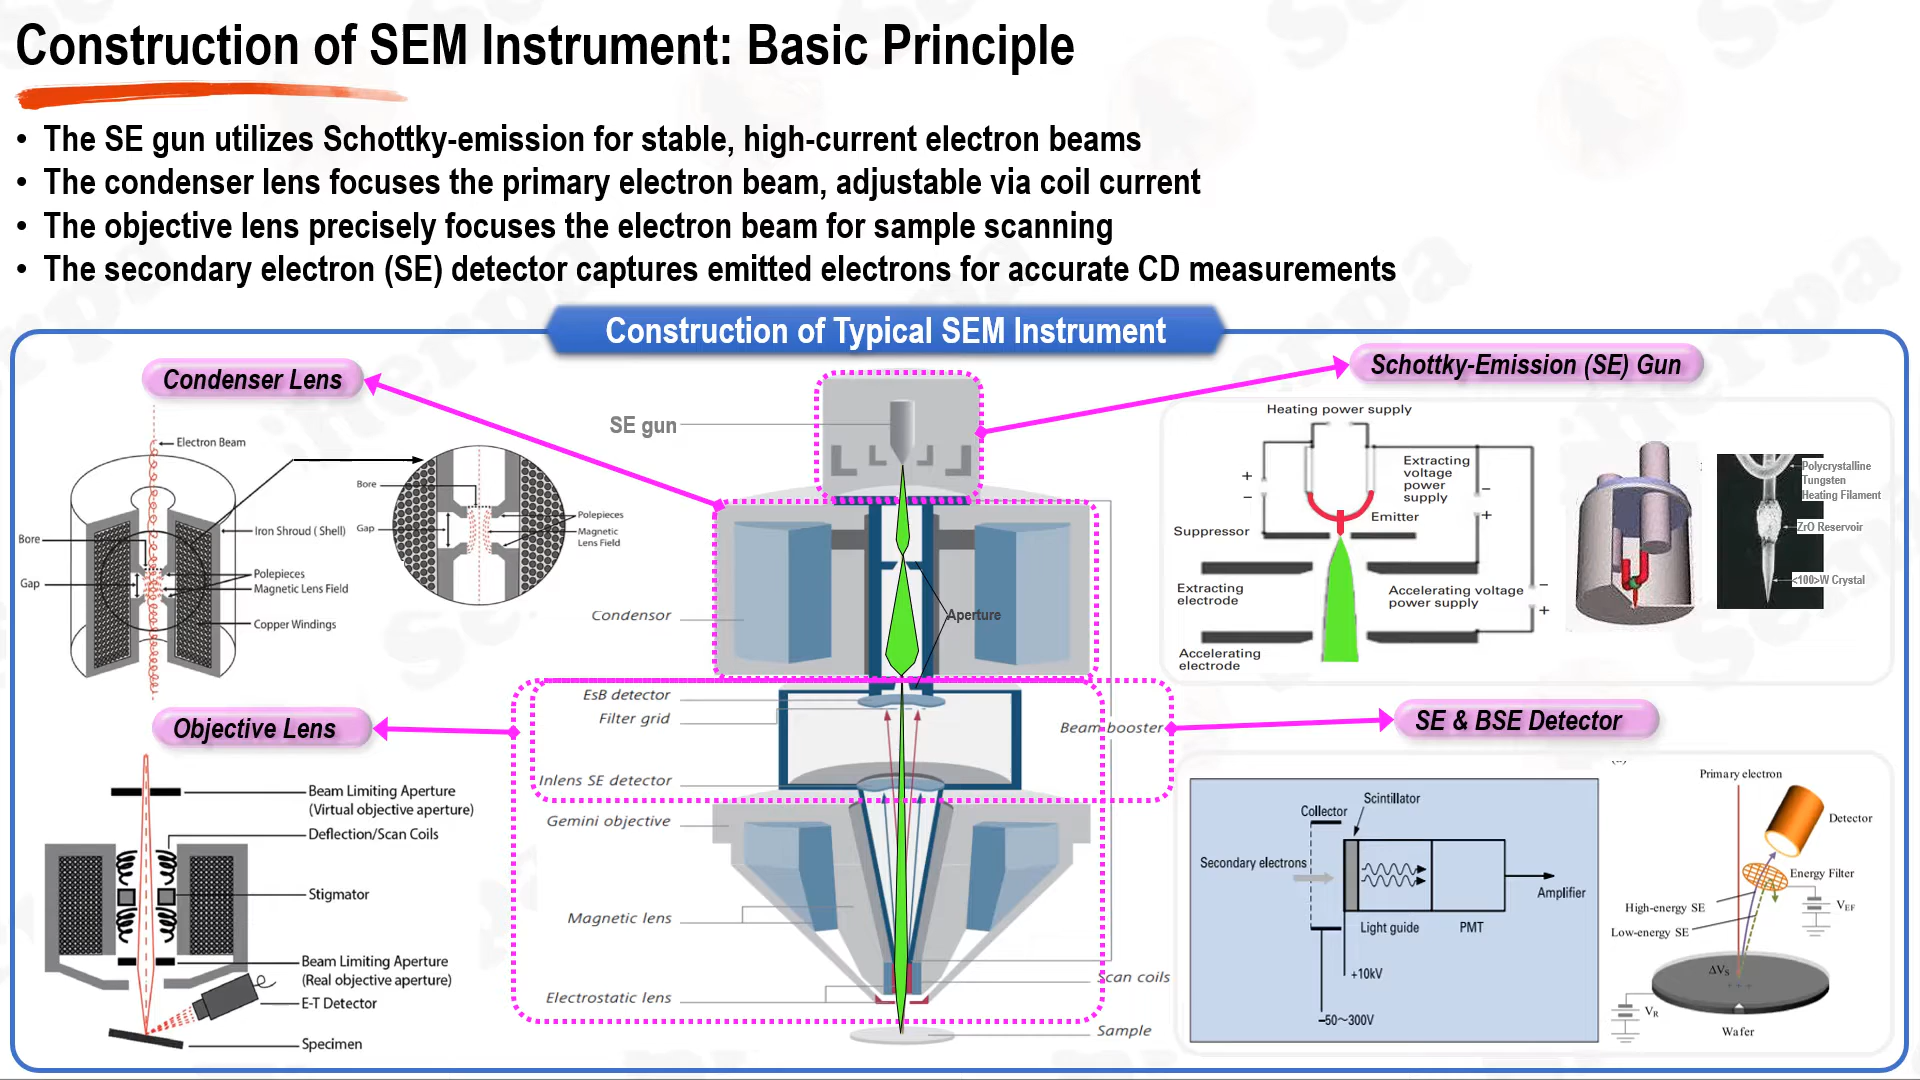 Construction of SEM Instrument: Basic Principle
• The SE gun utilizes Schottky-emission for stable, high-current electron beams
• The condenser lens focuses the primary electron beam, adjustable via coil current
• The objective lens precisely focuses the electron beam for sample scanning
• The secondary electron (SE) detector captures emitted electrons for accurate CD measurements
Construction of Typical SEM Instrument
Condenser Lens
Electron Beam
Iron Shroud ( Shell)
Bore
Gap
Polepieces
Magnetic Lens Field
Copper Windings
Bore
Gap
Polepieces
Magnetic
Lens Field
Objective Lens
Beam Limiting Aperture
(Virtual objective aperture)
Deflection/Scan Coils
Stigmator
Beam Limiting Aperture
(Real objective aperture)
E-T Detector
Specimen
SE gun
Condensor
Aperture
EsB detector
Filter grid
Beam booster
Inlens SE detector
Gemini objective
Magnetic lens
Scan coils
Electrostatic lens
Sample
Schottky-Emission (SE) Gun
Heating power supply
+
−
Extracting
voltage
power
supply
−
+
Emitter
Suppressor
Extracting
electrode
Accelerating voltage
power supply
−
+
Accelerating
electrode
Polycrystalline
Tungsten
Heating Filament
ZrO Reservoir
<100>W Crystal
SE & BSE Detector
Collector
Scintillator
Secondary electrons
Amplifier
Light guide
PMT
+10kV
−50～300V
Primary electron
Detector
Energy Filter
High-energy SE
VEF
Low-energy SE
ΔVS
+ + +
VR
Wafer